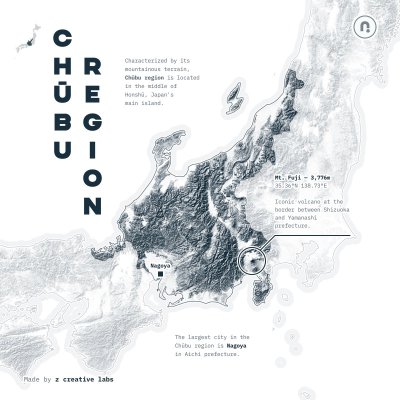 CHŪBU
REGION
Characterized by its
mountainous terrain,
Chūbu region is located
in the middle of
Honshū, Japan's
main island.
Mt. Fuji – 3,776m
35.36°N 138.73°E
Iconic volcano at the
border between Shizuoka
and Yamanashi
prefecture.
Nagoya
The largest city in the
Chūbu region is Nagoya
in Aichi prefecture.
Made by z creative labs